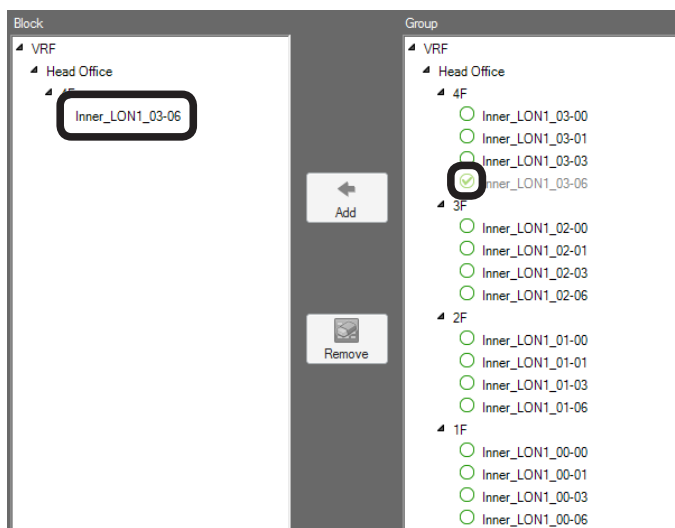 Block
VRF
Head Office
4F
Inner_LON1_03-06
Add
Remove
Group
VRF
Head Office
4F
Inner_LON1_03-00
Inner_LON1_03-01
Inner_LON1_03-03
Inner_LON1_03-06
3F
Inner_LON1_02-00
Inner_LON1_02-01
Inner_LON1_02-03
Inner_LON1_02-06
2F
Inner_LON1_01-00
Inner_LON1_01-01
Inner_LON1_01-03
Inner_LON1_01-06
1F
Inner_LON1_00-00
Inner_LON1_00-01
Inner_LON1_00-03
Inner_LON1_00-06